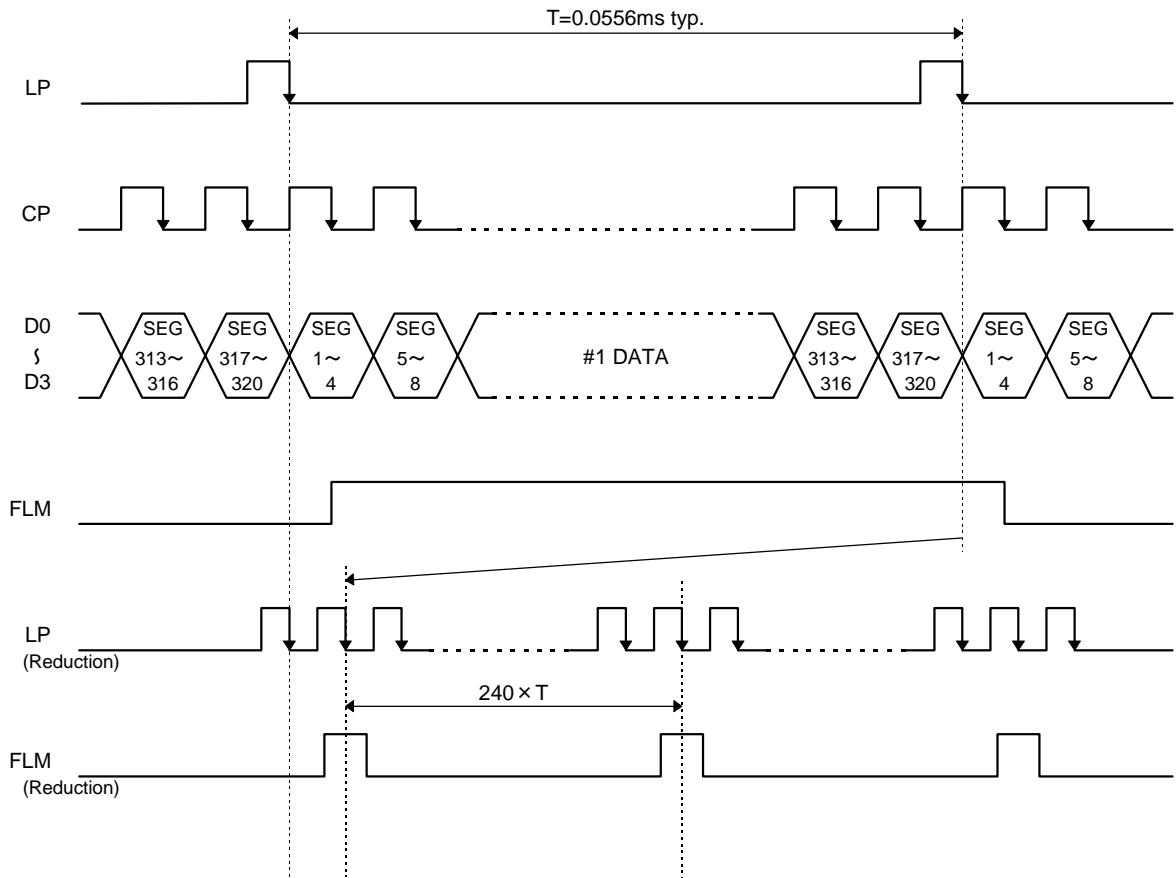 T=0.0556ms typ.
LP
CP
D0
∽
D3
SEG 313～ 316
SEG 317～ 320
SEG 1～ 4
SEG 5～ 8
#1 DATA
SEG 313～ 316
SEG 317～ 320
SEG 1～ 4
SEG 5～ 8
FLM
LP
(Reduction)
240×T
FLM
(Reduction)